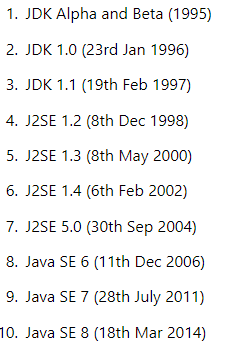 1. JDK Alpha and Beta (1995)
2. JDK 1.0 (23rd Jan 1996)
3. JDK 1.1 (19th Feb 1997)
4. J2SE 1.2 (8th Dec 1998)
5. J2SE 1.3 (8th May 2000)
6. J2SE 1.4 (6th Feb 2002)
7. J2SE 5.0 (30th Sep 2004)
8. Java SE 6 (11th Dec 2006)
9. Java SE 7 (28th July 2011)
10. Java SE 8 (18th Mar 2014)